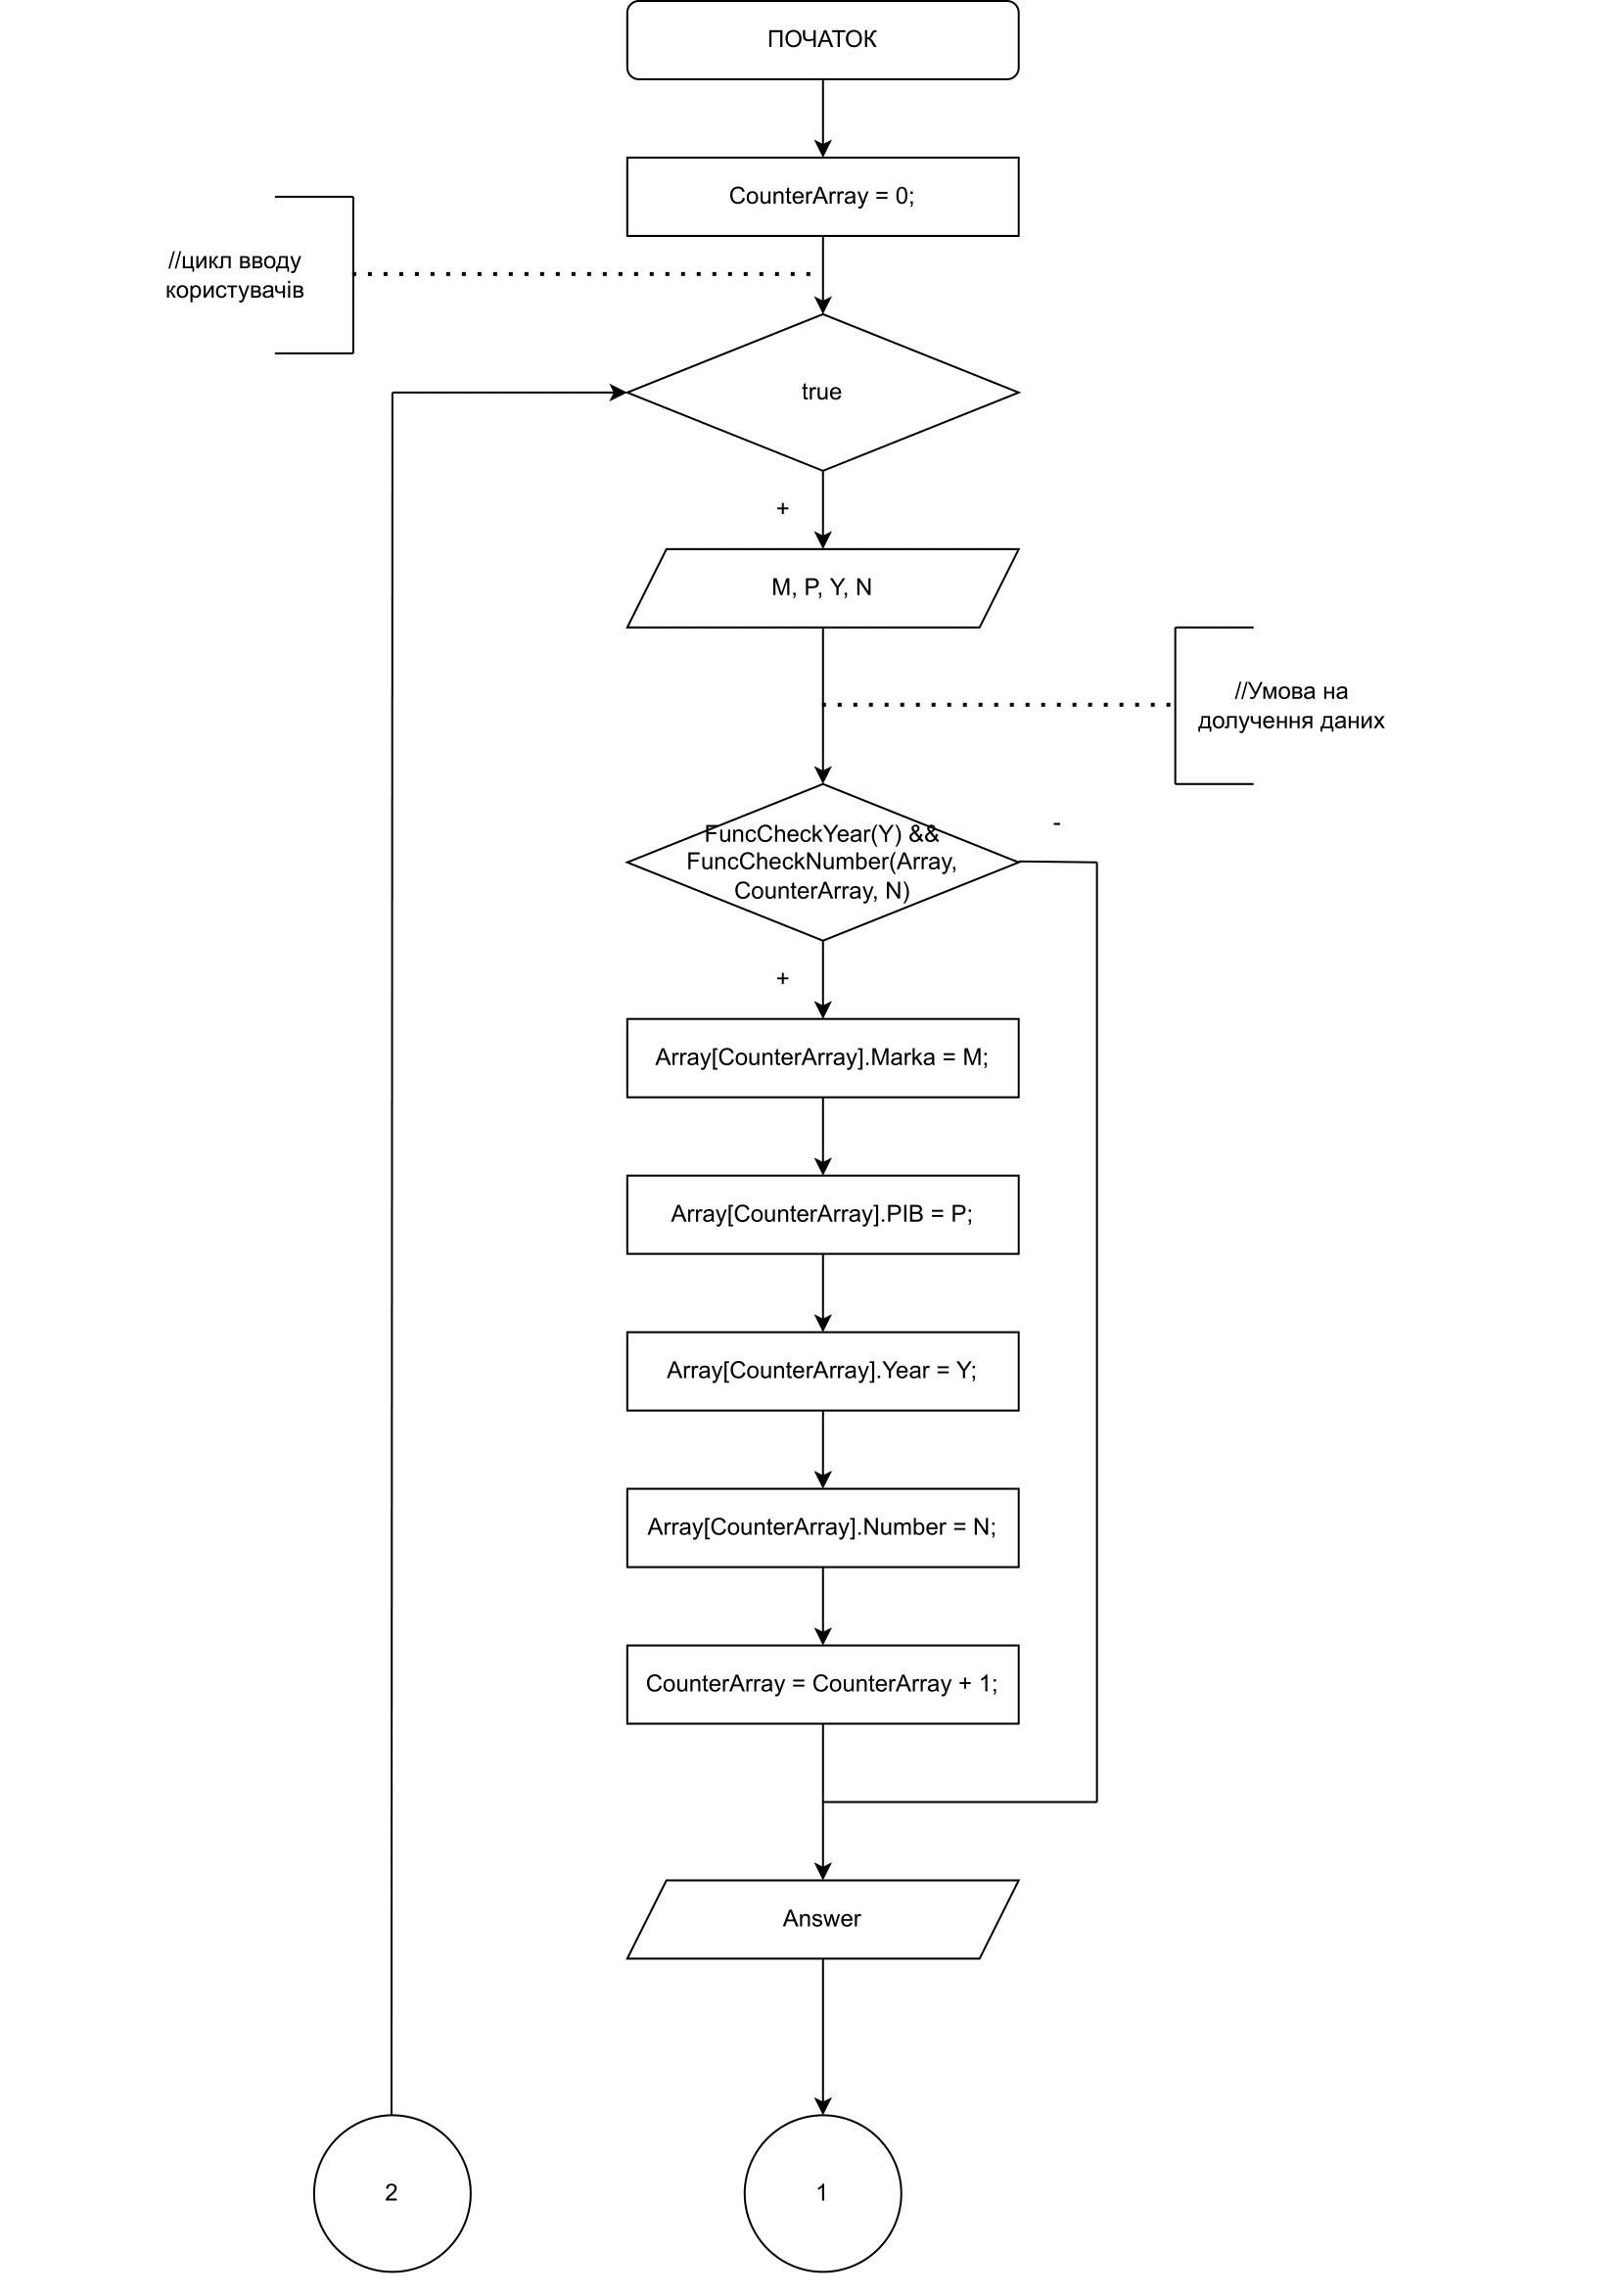 ПОЧАТОК
CounterArray = 0;
//цикл вводу
користувачів
true
+
M, P, Y, N
//Умова на
долучення даних
-
FuncCheckYear(Y) &&
FuncCheckNumber(Array,
CounterArray, N)
+
Array[CounterArray].Marka = M;
Array[CounterArray].PIB = P;
Array[CounterArray].Year = Y;
Array[CounterArray].Number = N;
CounterArray = CounterArray + 1;
Answer
2
1